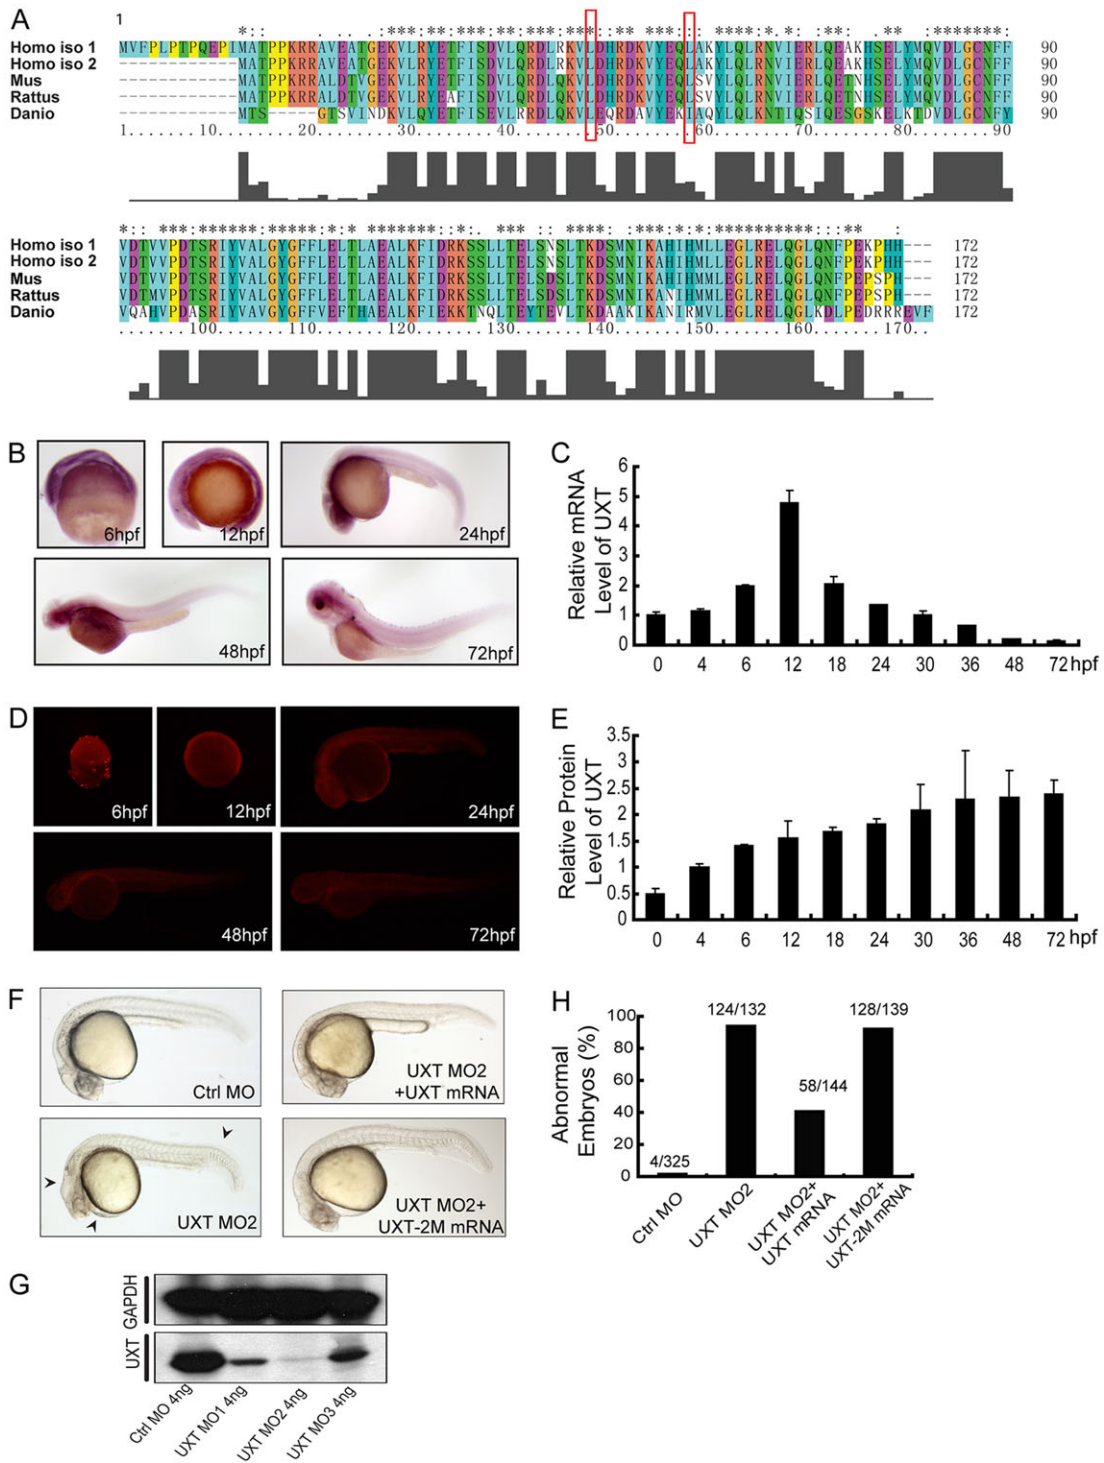 A
1
Homo iso 1 MVFPLPTPQEPIMATPPKRRAVEATGEKVLRYETFISDVLQRDLRKVLDHRDKVYEQLAKYLQLRNVIERLQEAKHSELYMQVDLGCNFF 90
Homo iso 2 ------------MATPPKRRAVEATGEKVLRYETFISDVLQRDLRKVLDHRDKVYEQLAKYLQLRNVIERLQEAKHSELYMQVDLGCNFF 90
Mus ------------MATPPKRRALDTVGEKVLRYETFISDVLQRDLQKVLDHRDKVYEQLSVYLQLRNVIERLQETNHSELYMQVDLGCNFF 90
Rattus ------------MATPPKRRALDTVGEKVLRYEAFISDVLQRDLQKVLDHRDKVYEQLSVYLQLRNVIERLQETNHSELYMQVDLGCNFF 90
Danio ------------MTS-----GTSVINDKVLQYETFISEVLRRDLQKVLEQRDAVYEKIAQYLQLKNTIQSIQESGSKELKTDVDLGCNFY 90
1.......10........20........30........40........50........60........70........80........90
Homo iso 1 VDTVVPDTSRIYVALGYGFFLELTLAEALKFIDRKSSLLTELSNSLTKDSMNIKAHIHMLLEGLRELQGLQNFPEKPHH--- 172
Homo iso 2 VDTVVPDTSRIYVALGYGFFLELTLAEALKFIDRKSSLLTELSNSLTKDSMNIKAHIHMLLEGLRELQGLQNFPEKPHH--- 172
Mus VDTVVPDTSRIYVALGYGFFLELTLAEALKFIDRKSSLLTELSDSLTKDSMNIKAHIHMMLEGLRELQGLQNFPEPSPH--- 172
Rattus VDTMVPDTSRIYVALGYGFFLELTLAEALKFIDRKSSLLTELSDSLTKDSMNIKANIHMMLEGLRELQGLQNFPEPSPH--- 172
Danio VQAHVPDASRIYVAVGYGFFVEFTHAEALKFIEKKTNQLTEYTEVLTKDAAKIKANIRMVLEGLRELQGLKDLPEDRRREVF 172
.......100.......110.......120.......130.......140.......150.......160.......170..
B
6hpf
12hpf
24hpf
48hpf
72hpf
C
Relative mRNA
Level of UXT
6
5
4
3
2
1
0
0 4 6 12 18 24 30 36 48 72 hpf
D
6hpf
12hpf
24hpf
48hpf
72hpf
E
Relative Protein
Level of UXT
3.5
3
2.5
2
1.5
1
0.5
0
0 4 6 12 18 24 30 36 48 72 hpf
F
Ctrl MO
UXT MO2
+UXT mRNA
UXT MO2
UXT MO2+
UXT-2M mRNA
H
Abnormal
Embryos (%)
100
80
60
40
20
0
4/325
124/132
58/144
128/139
Ctrl MO
UXT MO2
UXT MO2+
UXT mRNA
UXT MO2+
UXT-2M mRNA
G
GAPDH
UXT
Ctrl MO 4ng
UXT MO1 4ng
UXT MO2 4ng
UXT MO3 4ng